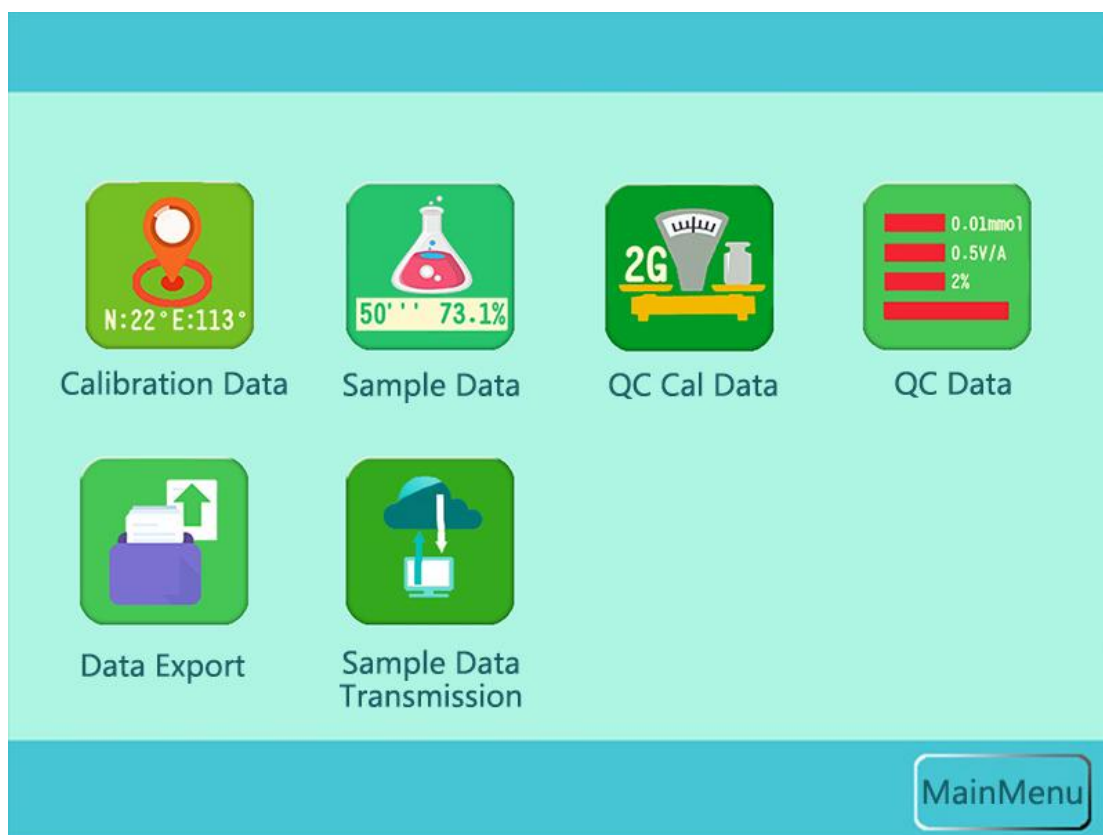 N:22°E:113°
Calibration Data
50''' 73.1%
Sample Data
2G
QC Cal Data
0.01mmol
0.5V/A
2%
QC Data
Data Export
Sample Data
Transmission
MainMenu